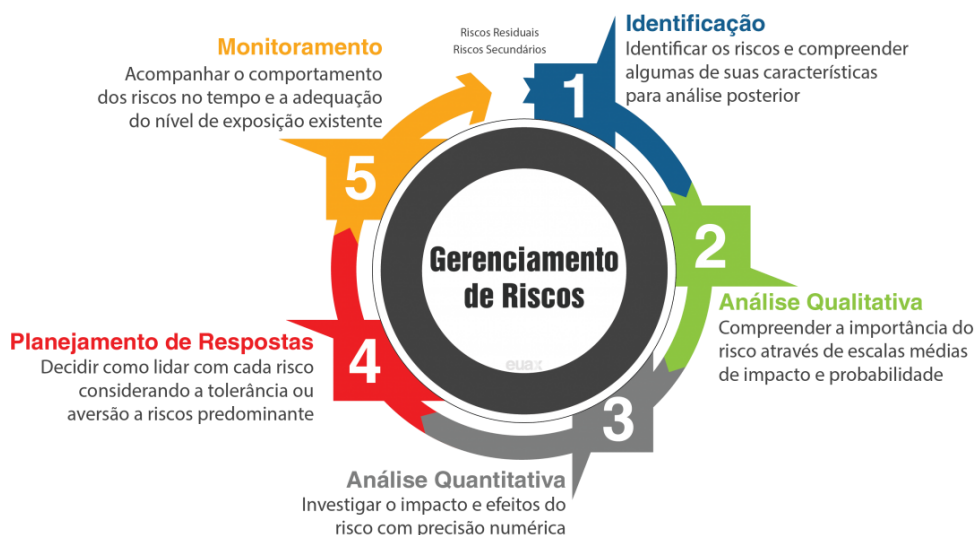 Riscos Residuais
Riscos Secundários
1
Identificação
Identificar os riscos e compreender
algumas de suas características
para análise posterior
2
Análise Qualitativa
Compreender a importância do
risco através de escalas médias
de impacto e probabilidade
3
Análise Quantitativa
Investigar o impacto e efeitos do
risco com precisão numérica
4
Planejamento de Respostas
Decidir como lidar com cada risco
considerando a tolerância ou
aversão a riscos predominante
5
Monitoramento
Acompanhar o comportamento
dos riscos no tempo e a adequação
do nível de exposição existente
Gerenciamento
de Riscos
euax